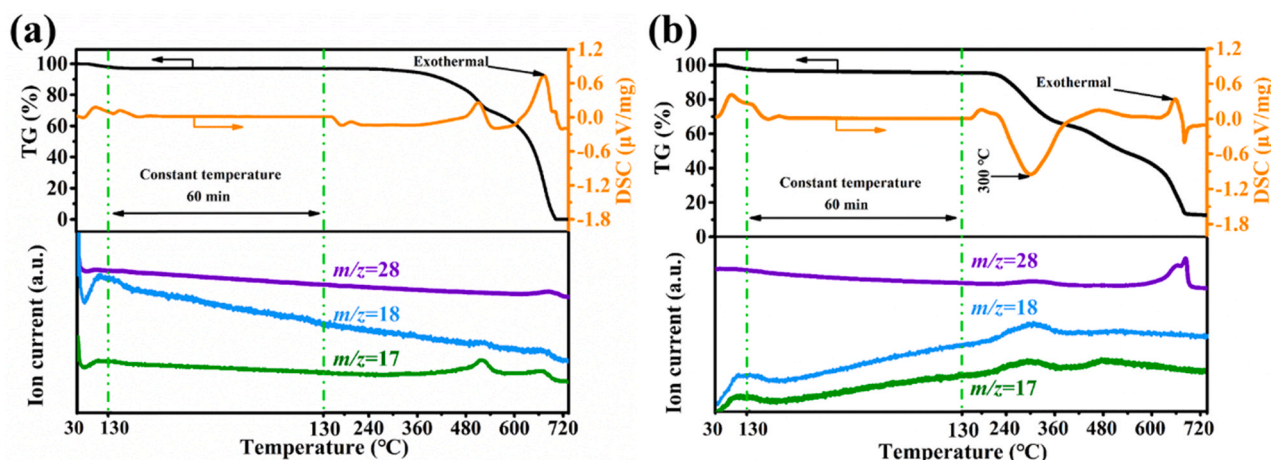 (a)
TG (%)
100
80
60
40
20
0
Exothermal
Constant temperature
60 min
1.2
0.6
0.0
-0.6
-1.2
-1.8
DSC (μV/mg)
Ion current (a.u.)
m/z=28
m/z=18
m/z=17
30 130 130 240 360 480 600 720
Temperature (°C)
(b)
TG (%)
100
80
60
40
20
0
Exothermal
300 °C
Constant temperature
60 min
1.2
0.6
0.0
-0.6
-1.2
-1.8
DSC (μV/mg)
Ion current (a.u.)
m/z=28
m/z=18
m/z=17
30 130 130 240 360 480 600 720
Temperature (°C)